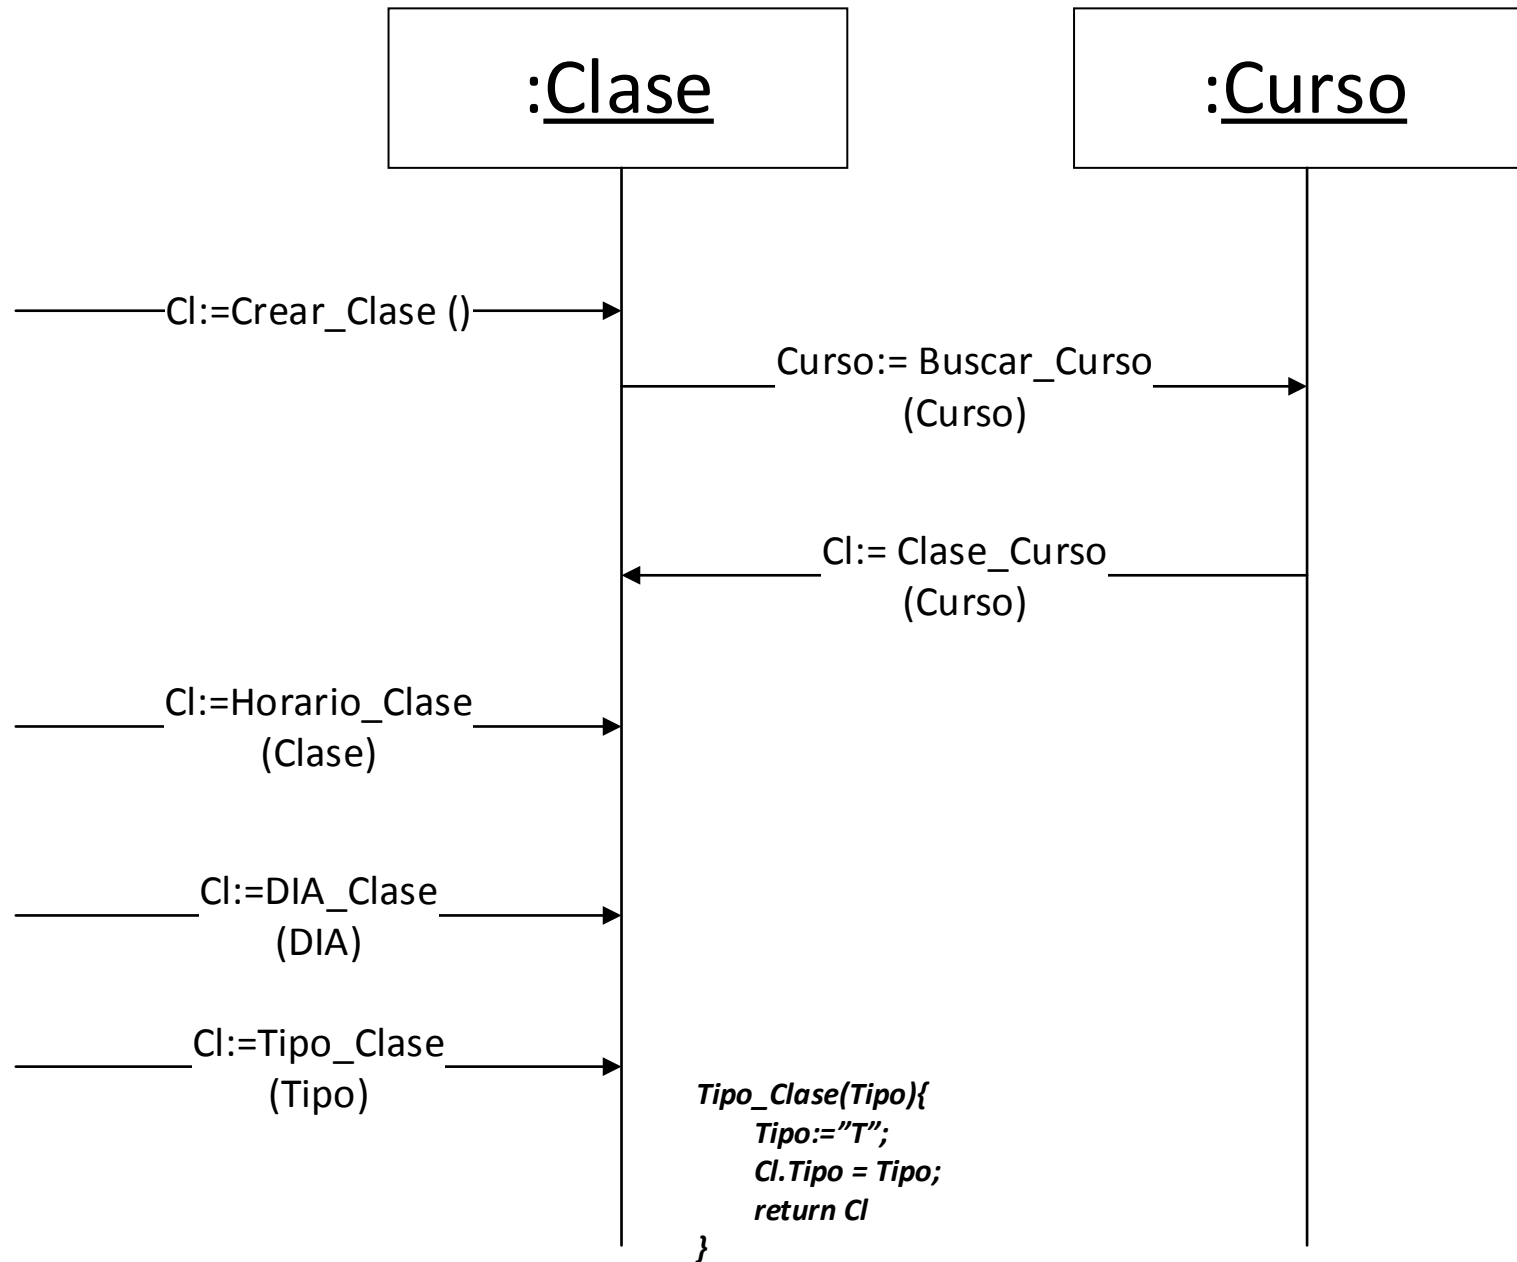 :Clase
:Curso
Cl:=Crear_Clase ()
Curso:= Buscar_Curso
(Curso)
Cl:= Clase_Curso
(Curso)
Cl:=Horario_Clase
(Clase)
Cl:=DIA_Clase
(DIA)
Cl:=Tipo_Clase
(Tipo)
Tipo_Clase(Tipo){
Tipo:=”T”;
Cl.Tipo = Tipo;
return Cl
}